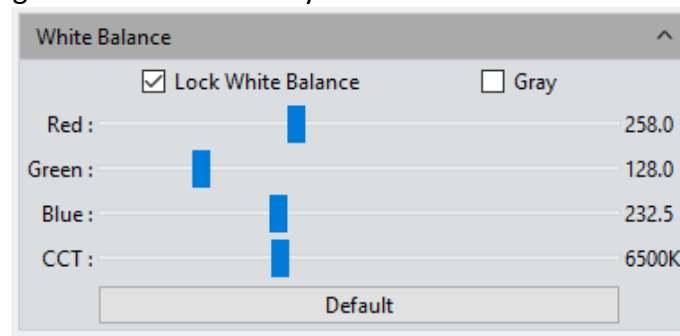 White Balance
Lock White Balance Gray
Red : 258.0
Green : 128.0
Blue : 232.5
CCT : 6500K
Default